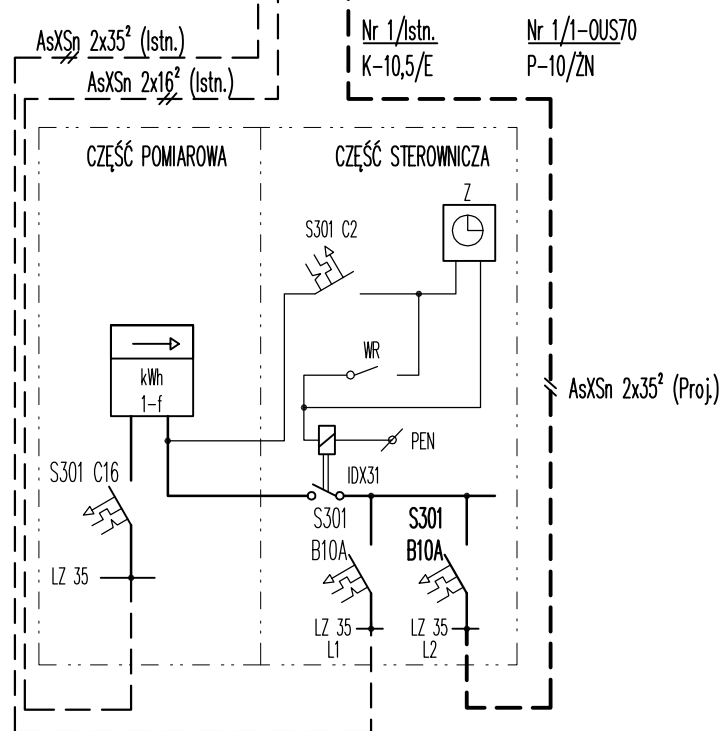 AsXSn 2x35² (Istn.)
AsXSn 2x16² (Istn.)
Nr 1/Istn.
K-10,5/E
Nr 1/1-OUS70
P-10/ŻN
CZĘŚĆ POMIAROWA
CZĘŚĆ STEROWNICZA
Z
S301 C2
WR
kWh
1-f
AsXSn 2x35² (Proj.)
PEN
S301 C16
IDX31
S301
B10A
S301
B10A
LZ 35
LZ 35
L1
LZ 35
L2